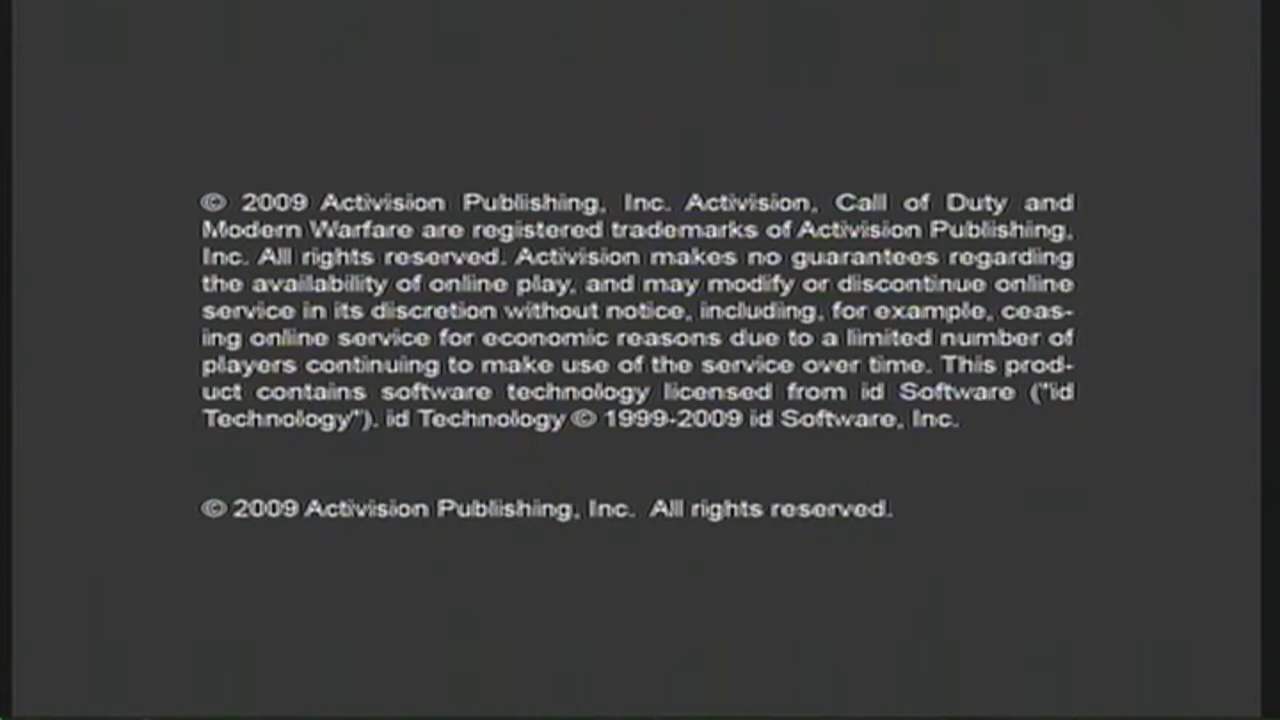 © 2009 Activision Publishing, Inc. Activision, Call of Duty and
Modern Warfare are registered trademarks of Activision Publishing,
Inc. All rights reserved. Activision makes no guarantees regarding
the availability of online play, and may modify or discontinue online
service in its discretion without notice, including, for example, ceas-
ing online service for economic reasons due to a limited number of
players continuing to make use of the service over time. This prod-
uct contains software technology licensed from id Software ("id
Technology"). id Technology © 1999-2009 id Software, Inc.
© 2009 Activision Publishing, Inc. All rights reserved.